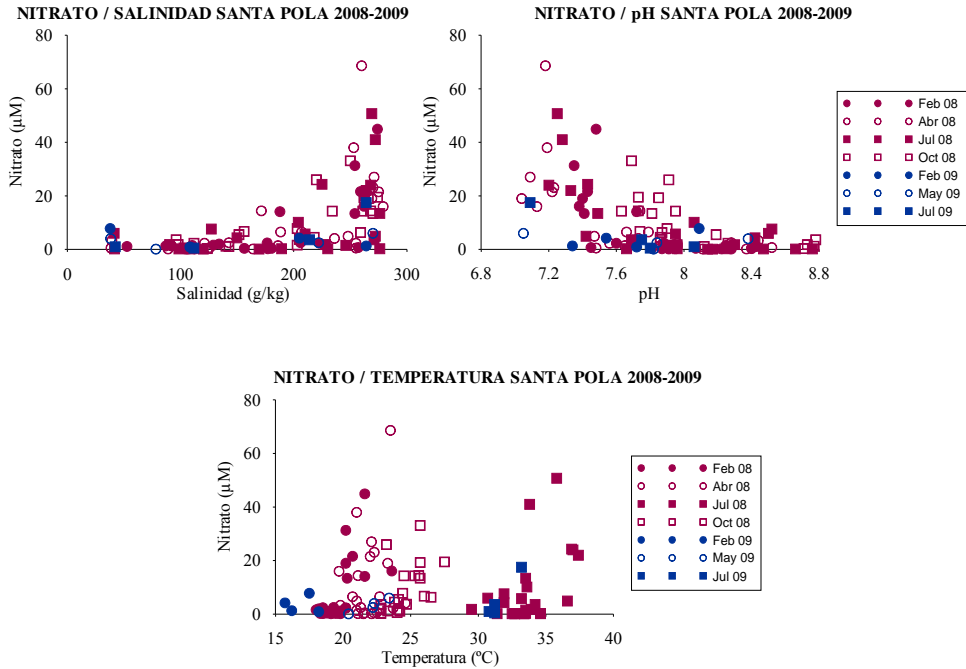 NITRATO / SALINIDAD SANTA POLA 2008-2009
80
60
40
20
0
0
100
200
300
Nitrato (µM)
Salinidad (g/kg)
NITRATO / pH SANTA POLA 2008-2009
80
60
40
20
0
6.8
7.2
7.6
8
8.4
8.8
Nitrato (µM)
pH
Feb 08
Abr 08
Jul 08
Oct 08
Feb 09
May 09
Jul 09
NITRATO / TEMPERATURA SANTA POLA 2008-2009
80
60
40
20
0
15
20
25
30
35
40
Nitrato (µM)
Temperatura (ºC)
Feb 08
Abr 08
Jul 08
Oct 08
Feb 09
May 09
Jul 09